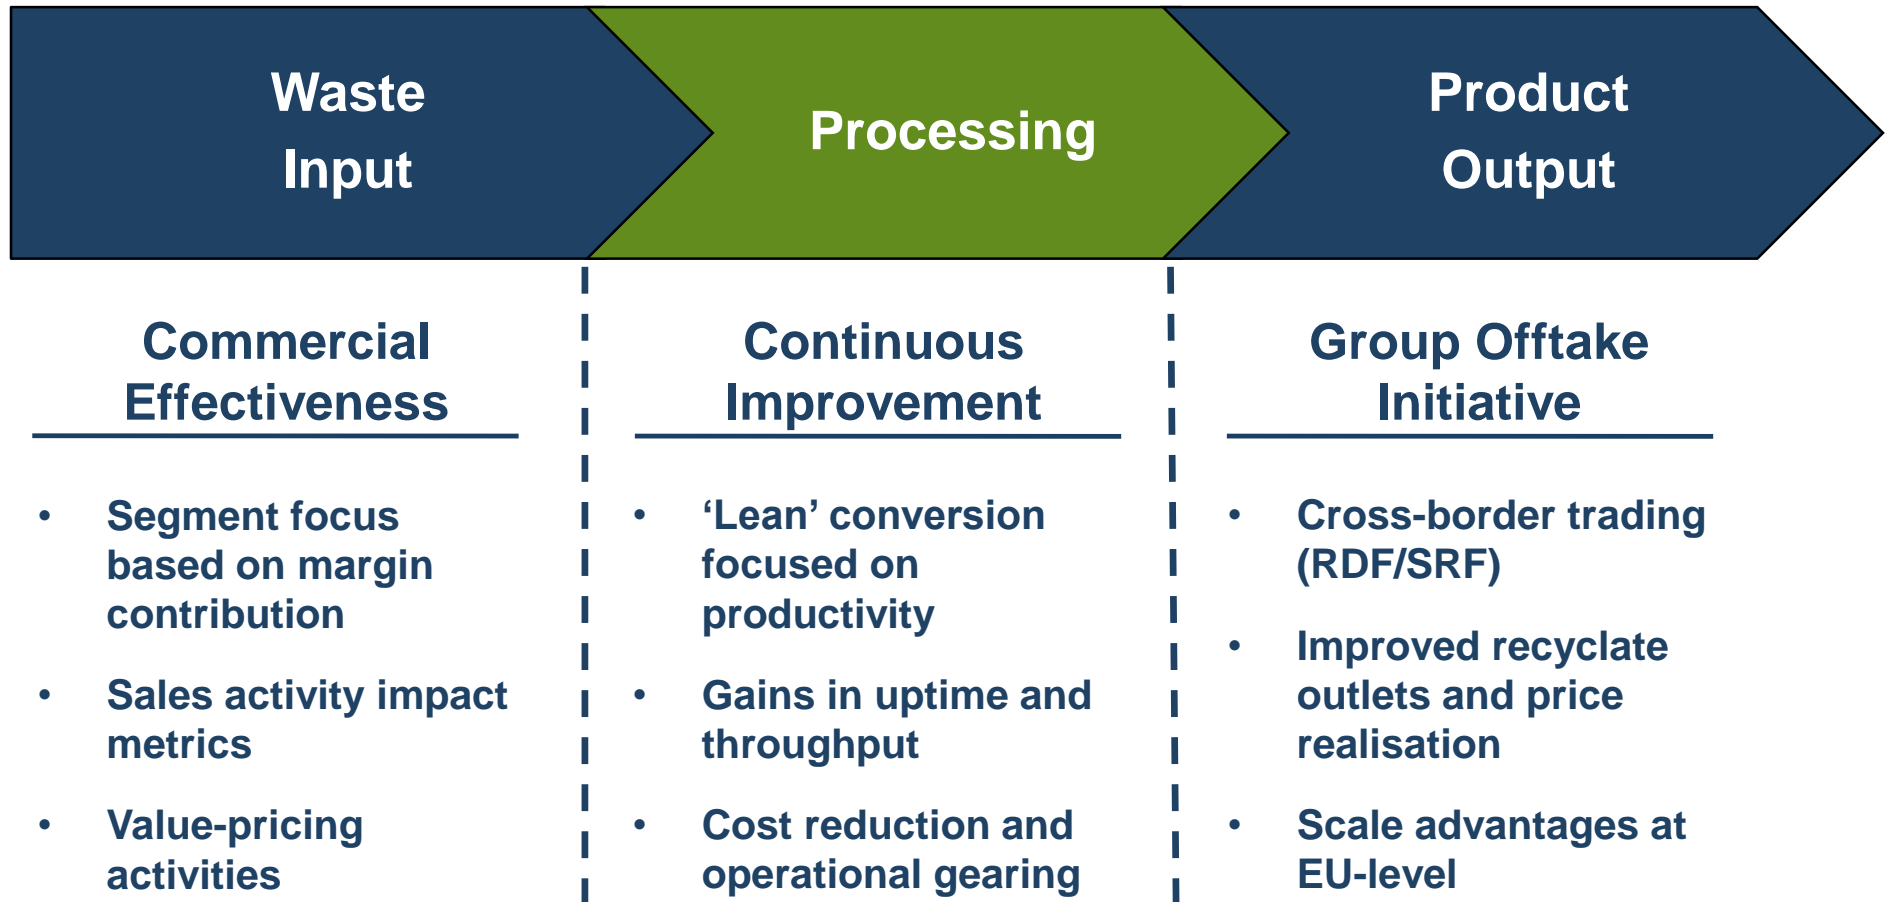 Waste
Input
Processing
Product
Output
Commercial
Effectiveness
• Segment focus
based on margin
contribution
• Sales activity impact
metrics
• Value-pricing
activities
Continuous
Improvement
• ‘Lean’ conversion
focused on
productivity
• Gains in uptime and
throughput
• Cost reduction and
operational gearing
Group Offtake
Initiative
• Cross-border trading
(RDF/SRF)
• Improved recyclate
outlets and price
realisation
• Scale advantages at
EU-level